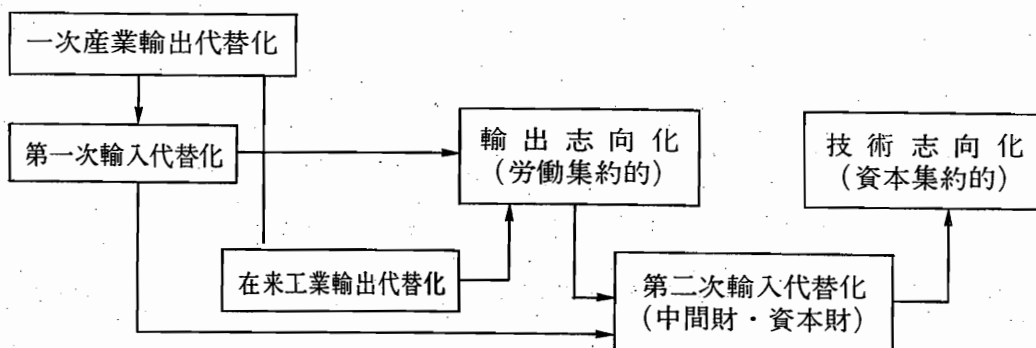 一次産業輸出代替化
第一次輸入代替化
輸出志向化
(労働集約的)
技術志向化
(資本集約的)
在来工業輸出代替化
第二次輸入代替化
(中間財・資本財)